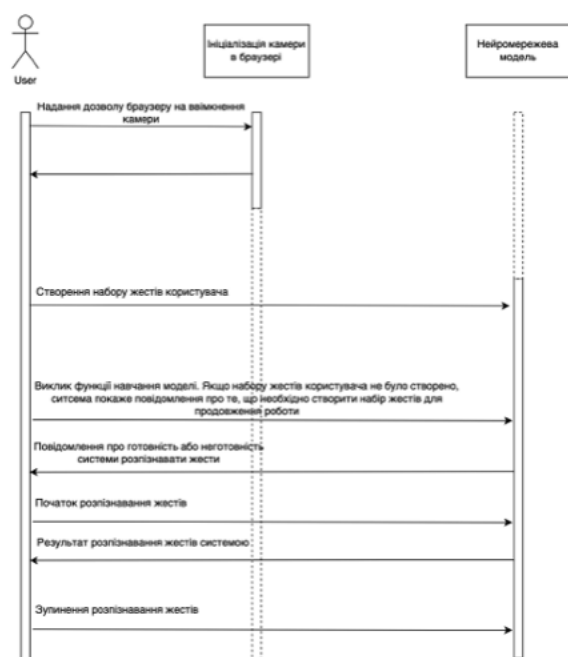 Ініціалізація камери
в браузері
Нейромережева
модель
User
Надання дозволу браузеру на ввімкнення
камери
Створення набору жестів користувача
Виклик функції навчання моделі. Якщо набору жестів користувача не було створено,
ситсема покаже повідомлення про те, що необхідно створити набір жестів для
продовження роботи
Повідомлення про готовність або неготовність
системи розпізнавати жести
Початок розпізнавання жестів
Результат розпізнавання жестів системою
Зупинення розпізнавання жестів